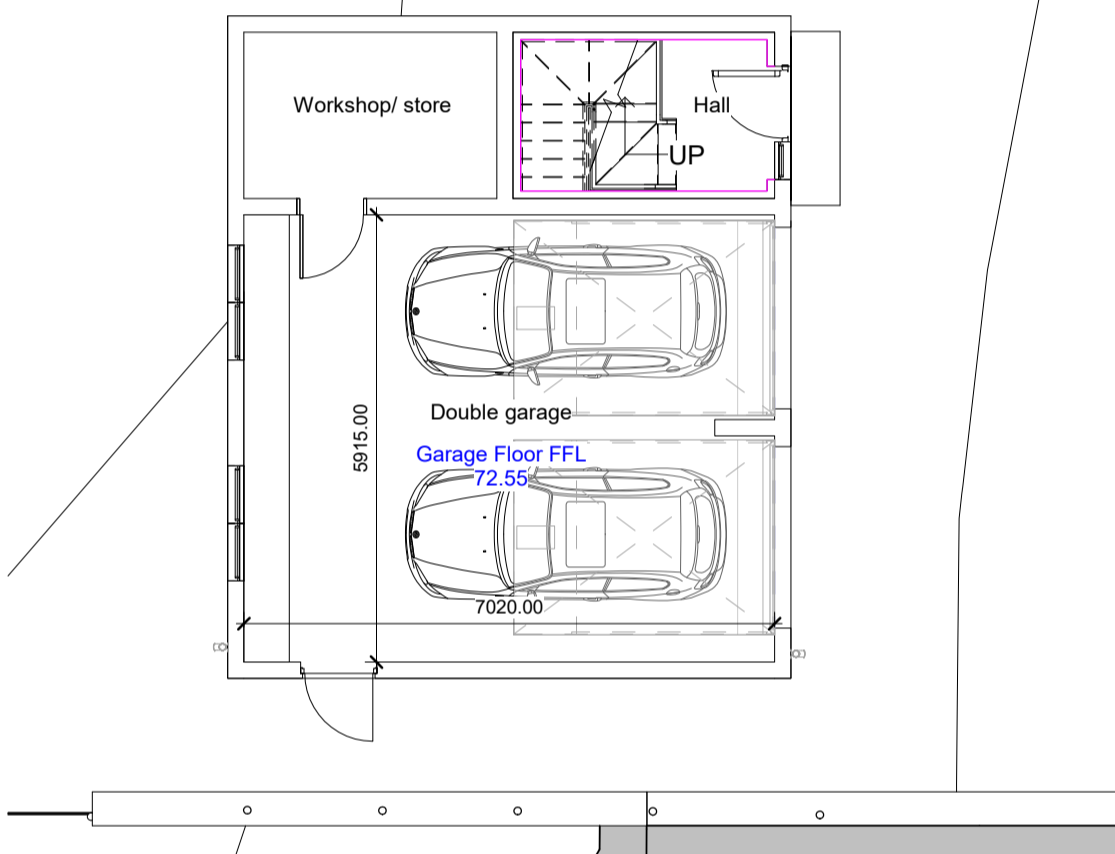 Workshop/ store
Hall
UP
5915.00
Double garage
Garage Floor FFL
72.55
7020.00